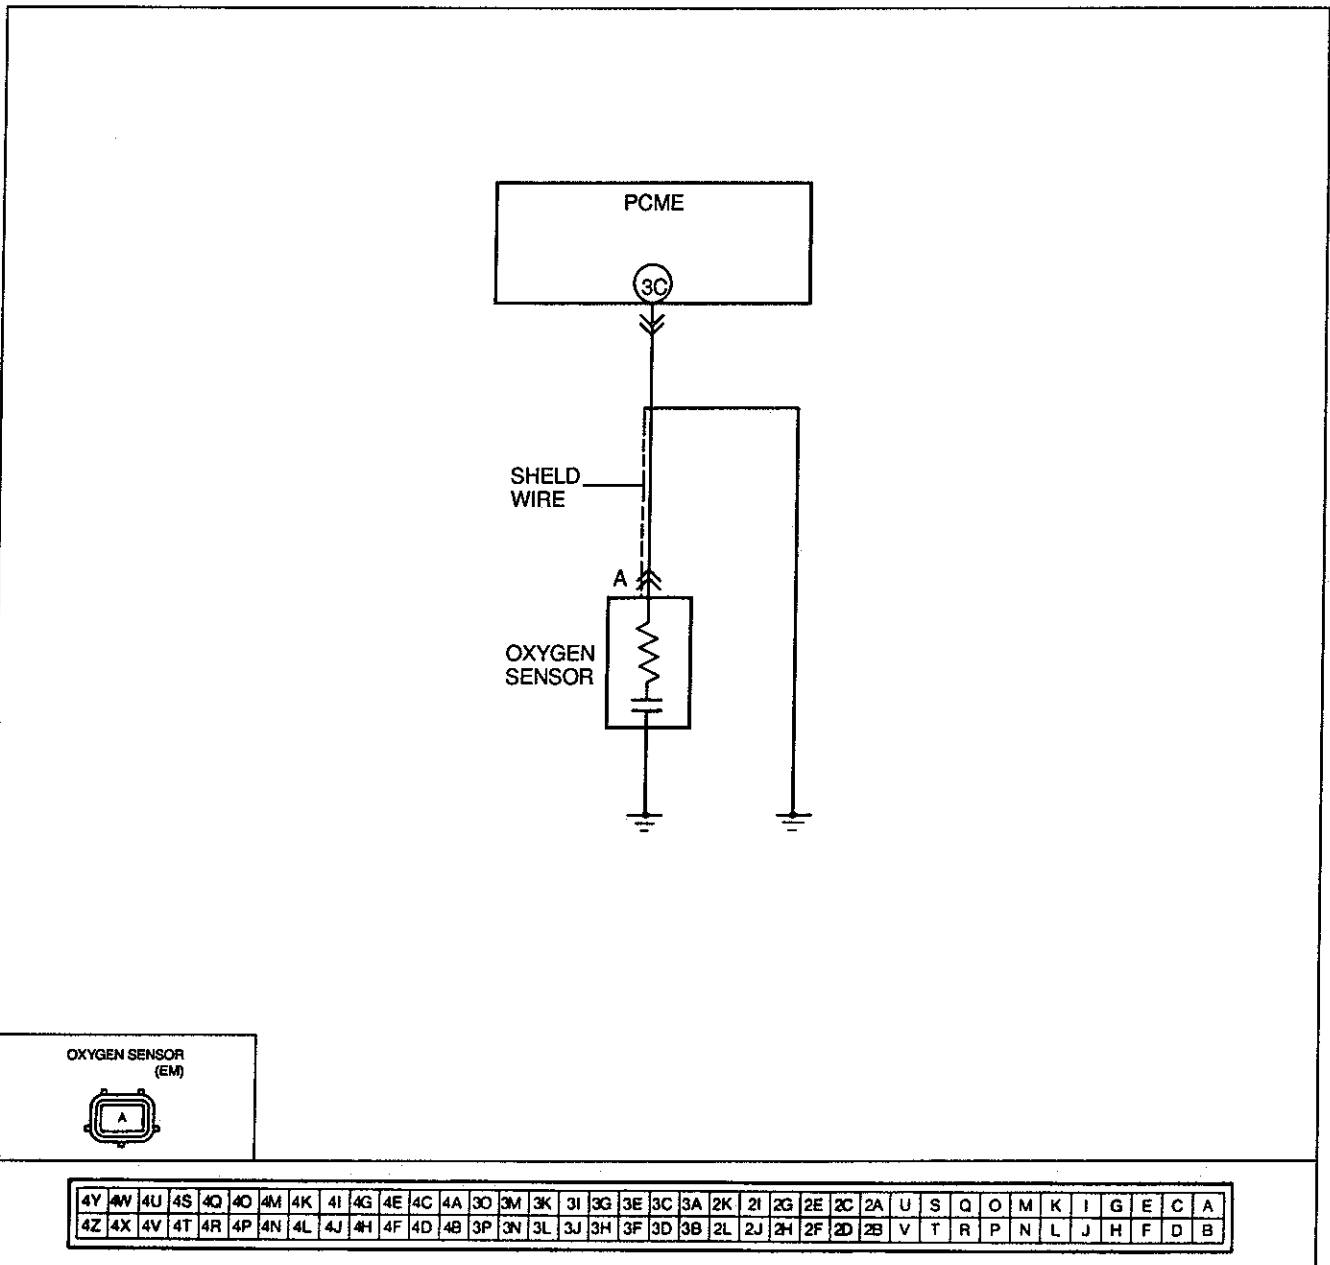 PCME
3C
SHELD
WIRE
A
OXYGEN
SENSOR
OXYGEN SENSOR
(EM)
A
4Y 4W 4U 4S 4Q 4O 4M 4K 4I 4G 4E 4C 4A 3O 3M 3K 3I 3G 3E 3C 3A 2K 2I 2G 2E 2C 2A U S Q O M K I G E C A
4Z 4X 4V 4T 4R 4P 4N 4L 4J 4H 4F 4D 4B 3P 3N 3L 3J 3H 3F 3D 3B 2L 2J 2H 2F 2D 2B V T R P N L J H F D B